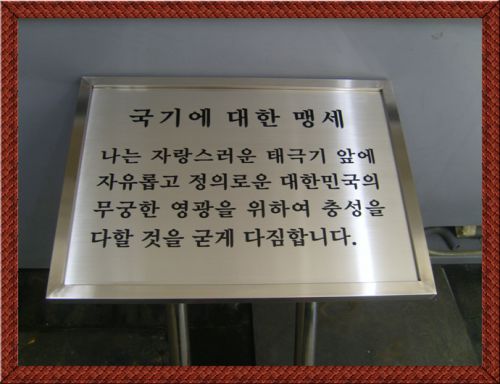 국기에 대한 맹세
나는 자랑스러운 태극기 앞에
자유롭고 정의로운 대한민국의
무궁한 영광을 위하여 충성을
다할 것을 굳게 다짐합니다.